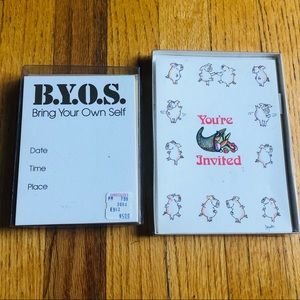 B.Y.O.S.
Bring Your Own Self
Date
Time
Place
You're
Invited